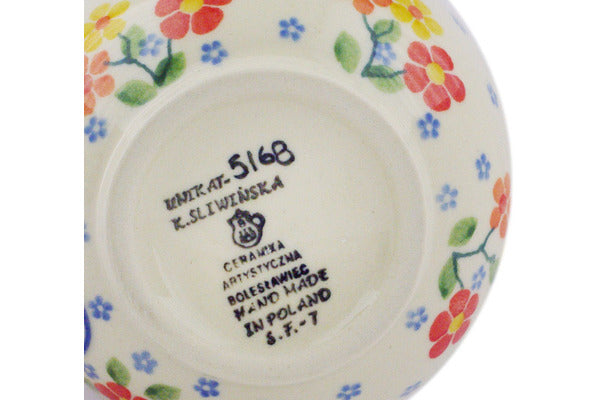 UNIKAT-5168
K.SLIWIŃSKA
CERAMIKA
ARTYSTYCZNA
BOLESŁAWIEC
HAND MADE
IN POLAND
S.F.-7